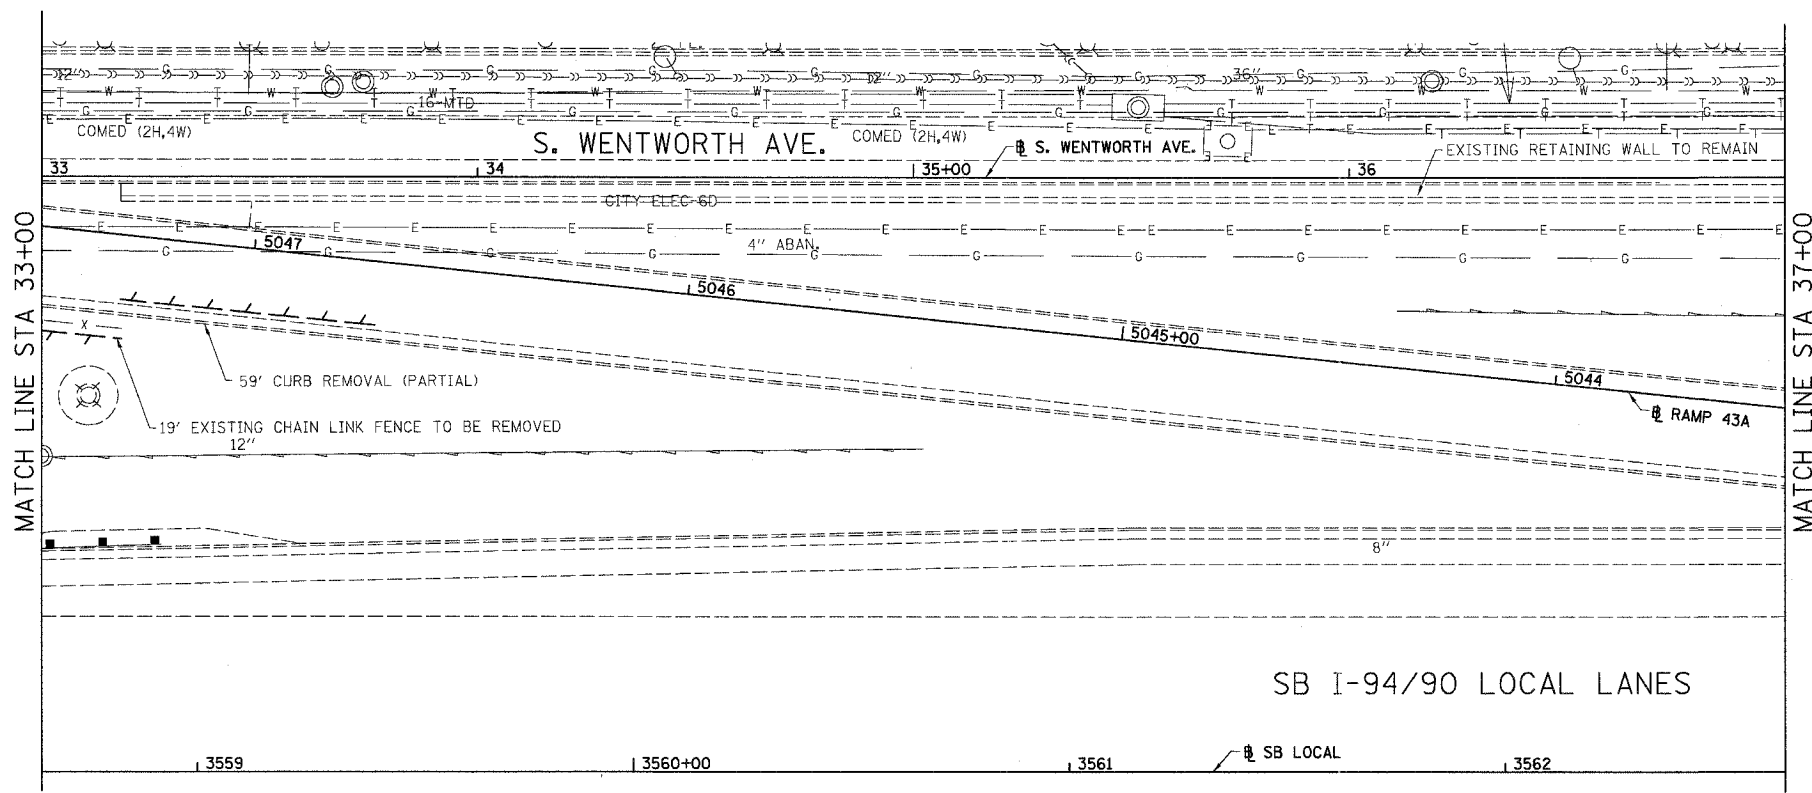 12" 12" 36"
16-MTD
COMED (2H,4W) S. WENTWORTH AVE. COMED (2H,4W) ℄ S. WENTWORTH AVE. EXISTING RETAINING WALL TO REMAIN
33 34 35+00 36
CITY ELEC-6D
4" ABAN.
5047
5046
5045+00
5044
RAMP 43A
X
59' CURB REMOVAL (PARTIAL)
19' EXISTING CHAIN LINK FENCE TO BE REMOVED
12"
8"
MATCH LINE STA 33+00
MATCH LINE STA 37+00
SB I-94/90 LOCAL LANES
SB LOCAL
3559 3560+00 3561 3562